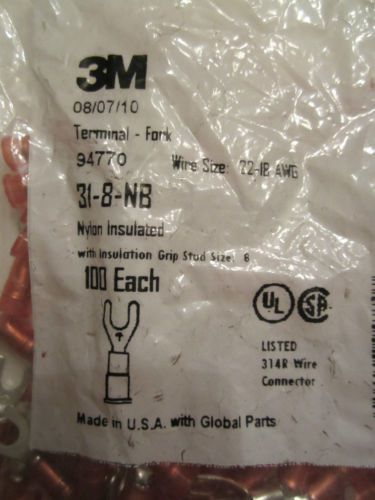 3M
08/07/10
Terminal - Fork
94770 Wire Size: 22-18 AWG
31-8-NB
Nylon Insulated
with Insulation Grip Stud Size: 8
100 Each
UL SA
LISTED
314R Wire
Connector
Made in U.S.A. with Global Parts